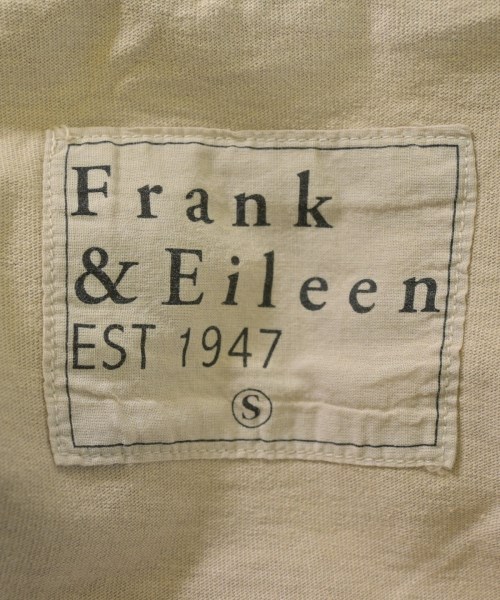 Frank
& Eileen
EST 1947
S